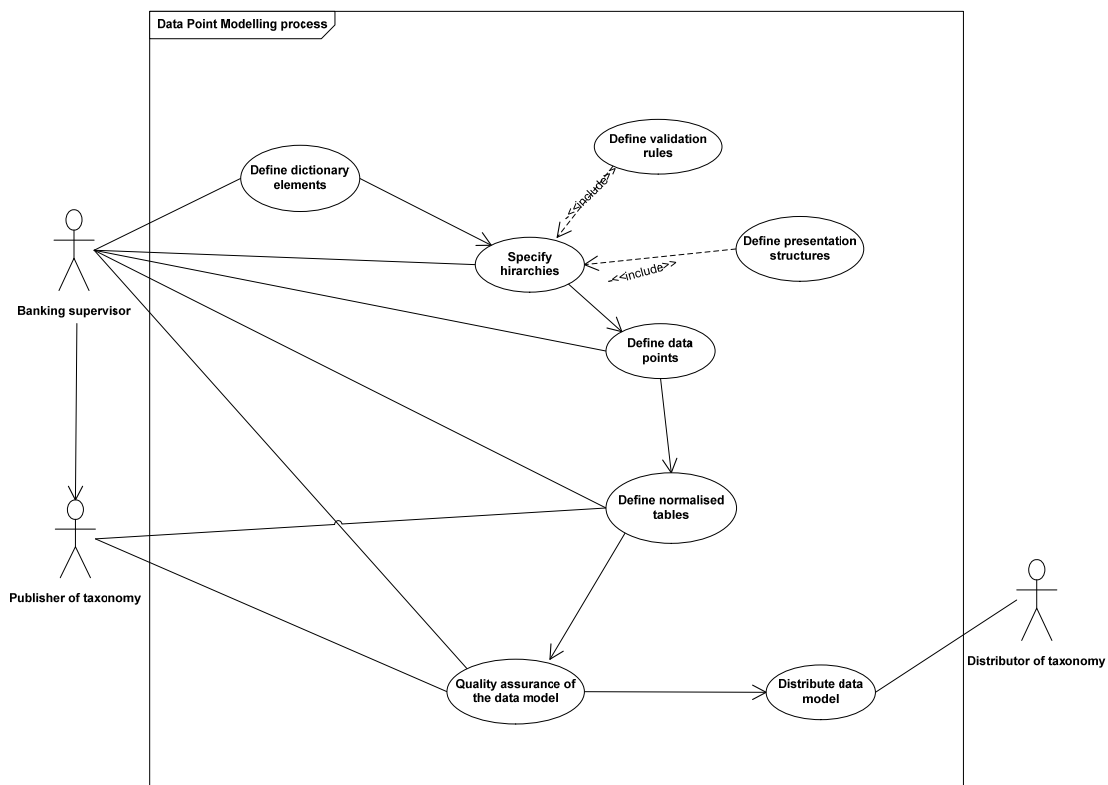 Data Point Modelling process
Define validation
rules
Define dictionary
elements
<<include>>
Define presentation
structures
Specify
hirarchies
<<include>>
Banking supervisor
Define data
points
Define normalised
tables
Publisher of taxonomy
Distributor of taxonomy
Quality assurance of
the data model
Distribute data
model